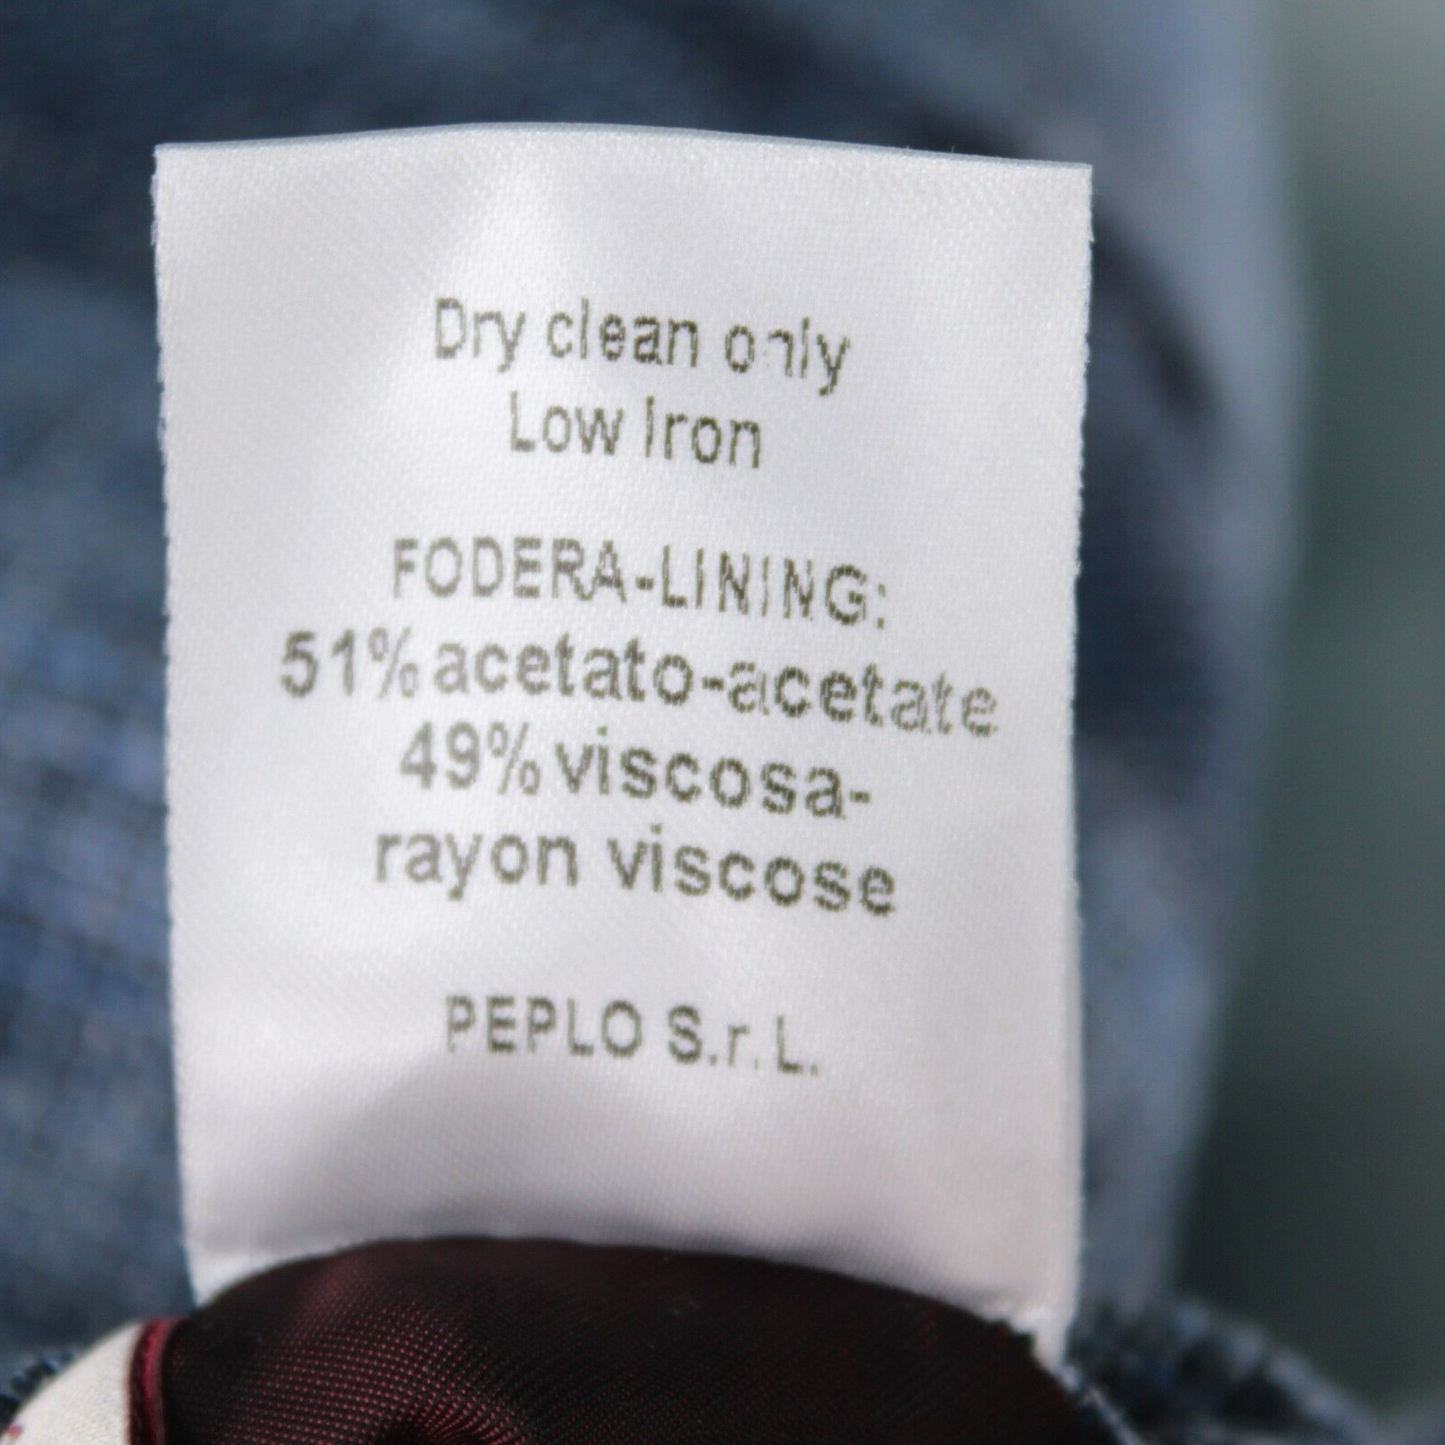 Dry clean only
Low Iron
FODERA-LINING:
51% acetato-acetate
49% viscosa-
rayon viscose
PEPLO S.r.L.